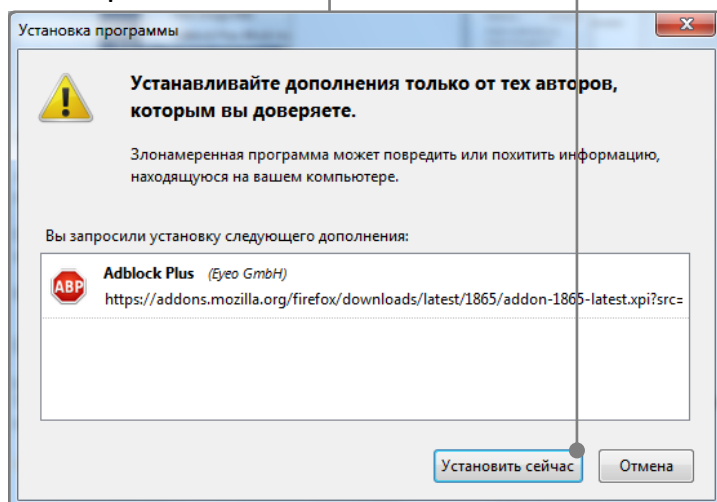 Установка программы
Устанавливайте дополнения только от тех авторов,
которым вы доверяете.
Злонамеренная программа может повредить или похитить информацию,
находящуюся на вашем компьютере.
Вы запросили установку следующего дополнения:
ABP
Adblock Plus (Eyeo GmbH)
https://addons.mozilla.org/firefox/downloads/latest/1865/addon-1865-latest.xpi?src=
Установить сейчас
Отмена